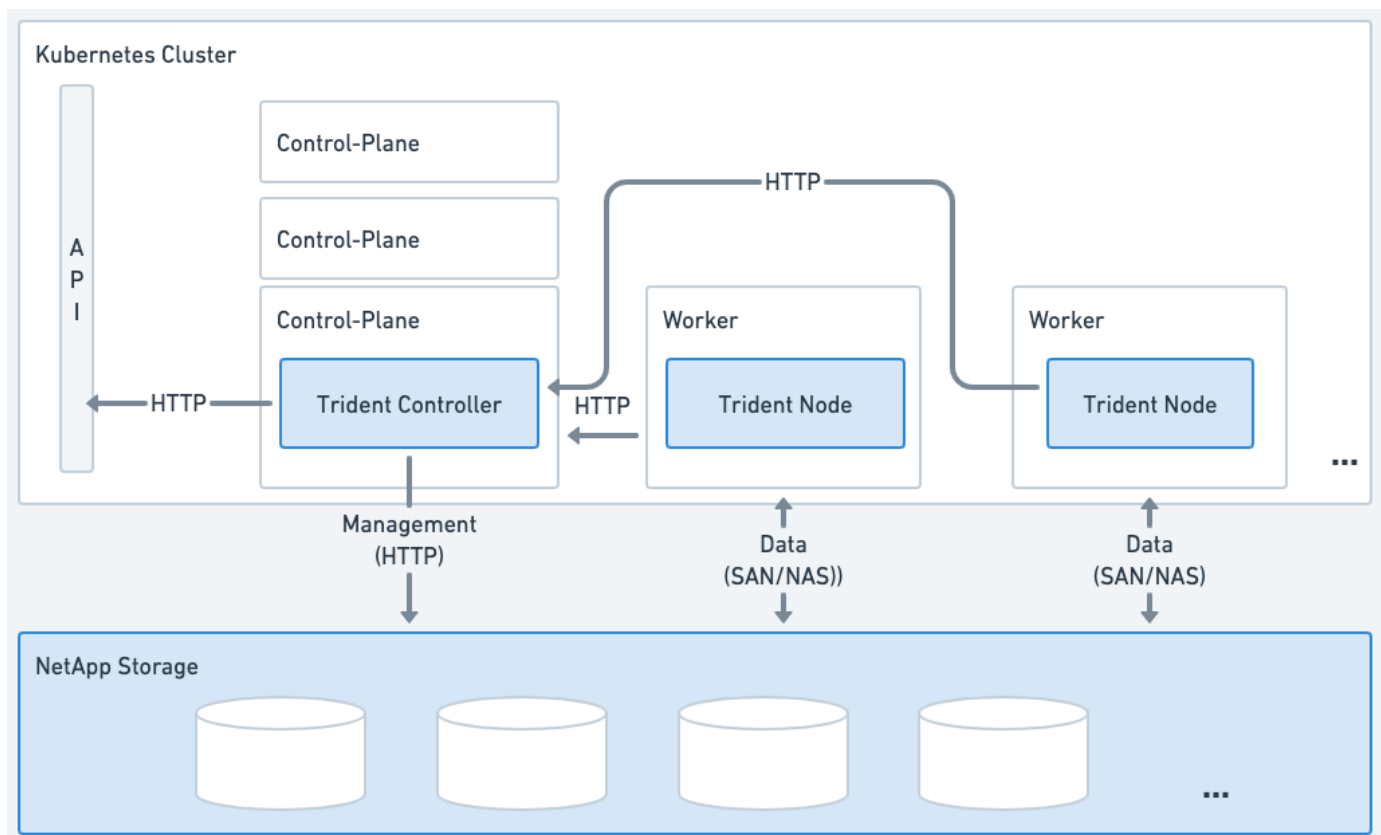 Kubernetes Cluster
A
P
I
Control-Plane
Control-Plane
Control-Plane
Trident Controller
HTTP
HTTP
HTTP
Worker
Trident Node
Worker
Trident Node
...
Management
(HTTP)
Data
(SAN/NAS))
Data
(SAN/NAS)
NetApp Storage
...